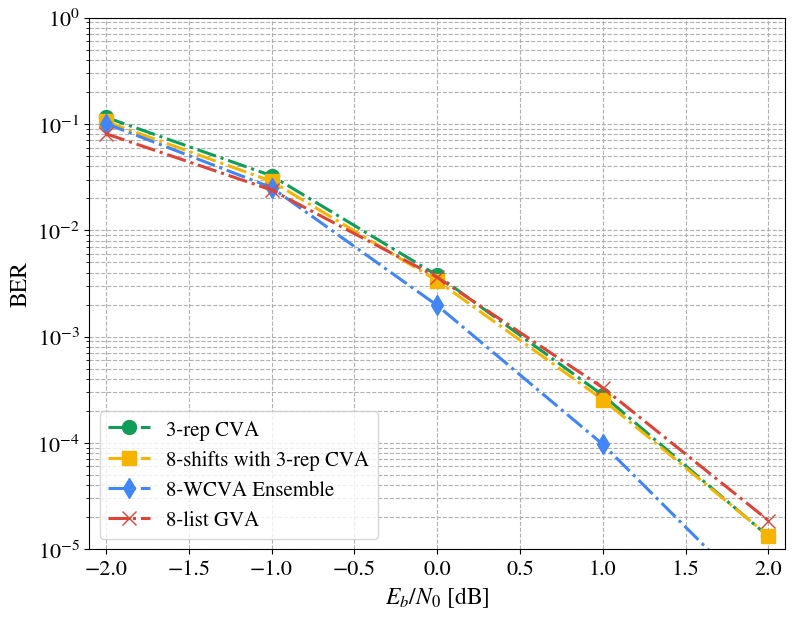 10⁰
10⁻¹
10⁻²
10⁻³
10⁻⁴
10⁻⁵
BER
3-rep CVA
8-shifts with 3-rep CVA
8-WCVA Ensemble
8-list GVA
−2.0 −1.5 −1.0 −0.5 0.0 0.5 1.0 1.5 2.0
E_b/N_0 [dB]